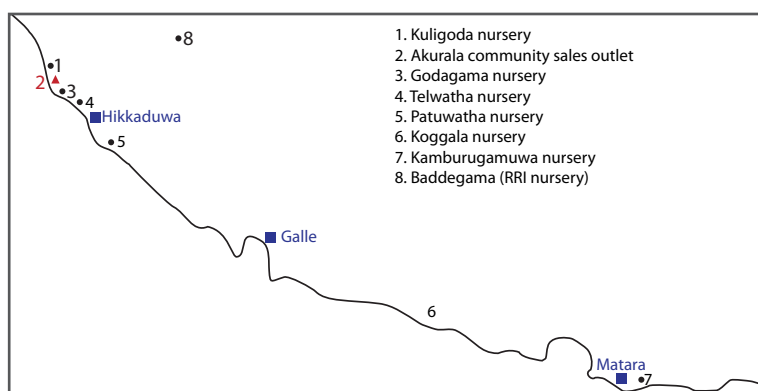 1. Kuligoda nursery
2. Akurala community sales outlet
3. Godagama nursery
4. Telwatha nursery
5. Patuwatha nursery
6. Koggala nursery
7. Kamburugamuwa nursery
8. Baddegama (RRI nursery)
8
1
2
3
4
Hikkaduwa
5
Galle
6
Matara
7